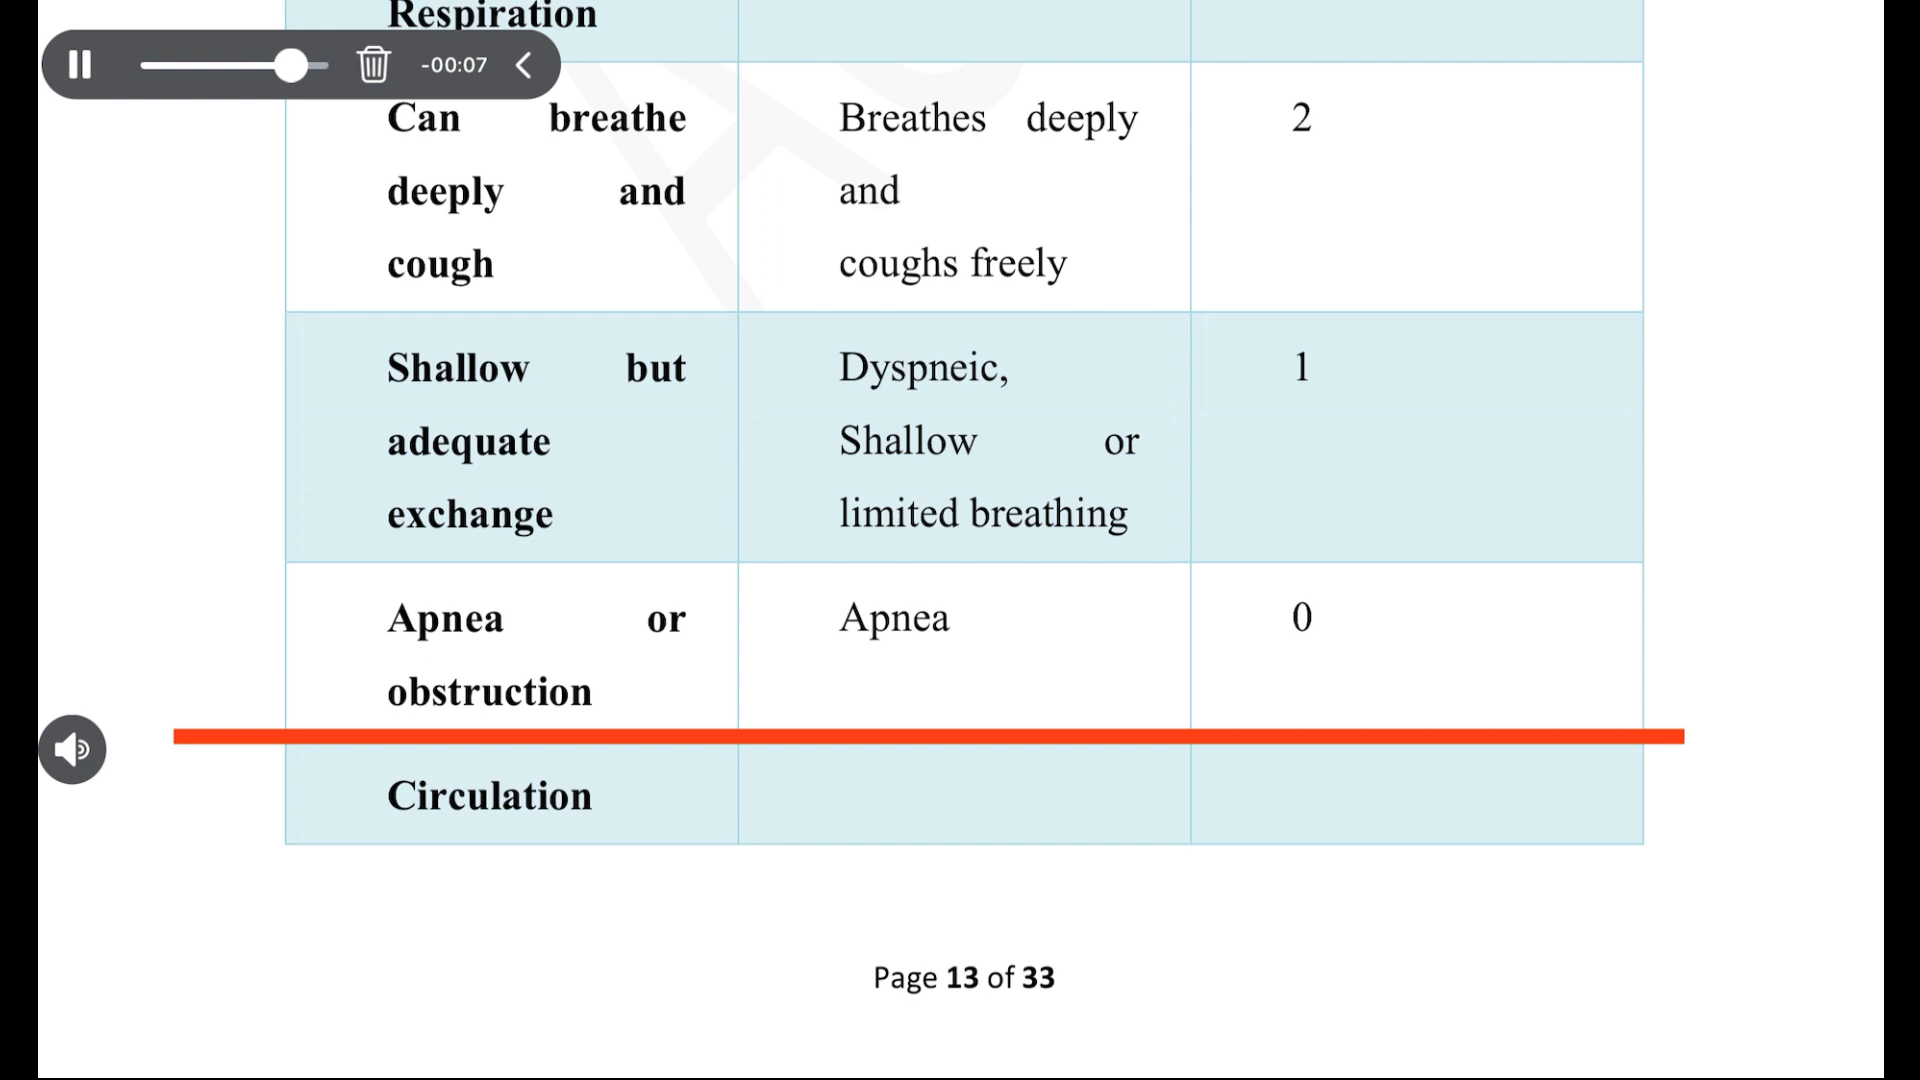 Respiration
-00:07
Can breathe Breathes deeply 2
deeply and and
cough coughs freely
Shallow but Dyspneic, 1
adequate Shallow or
exchange limited breathing
Apnea or Apnea 0
obstruction
Circulation
Page 13 of 33